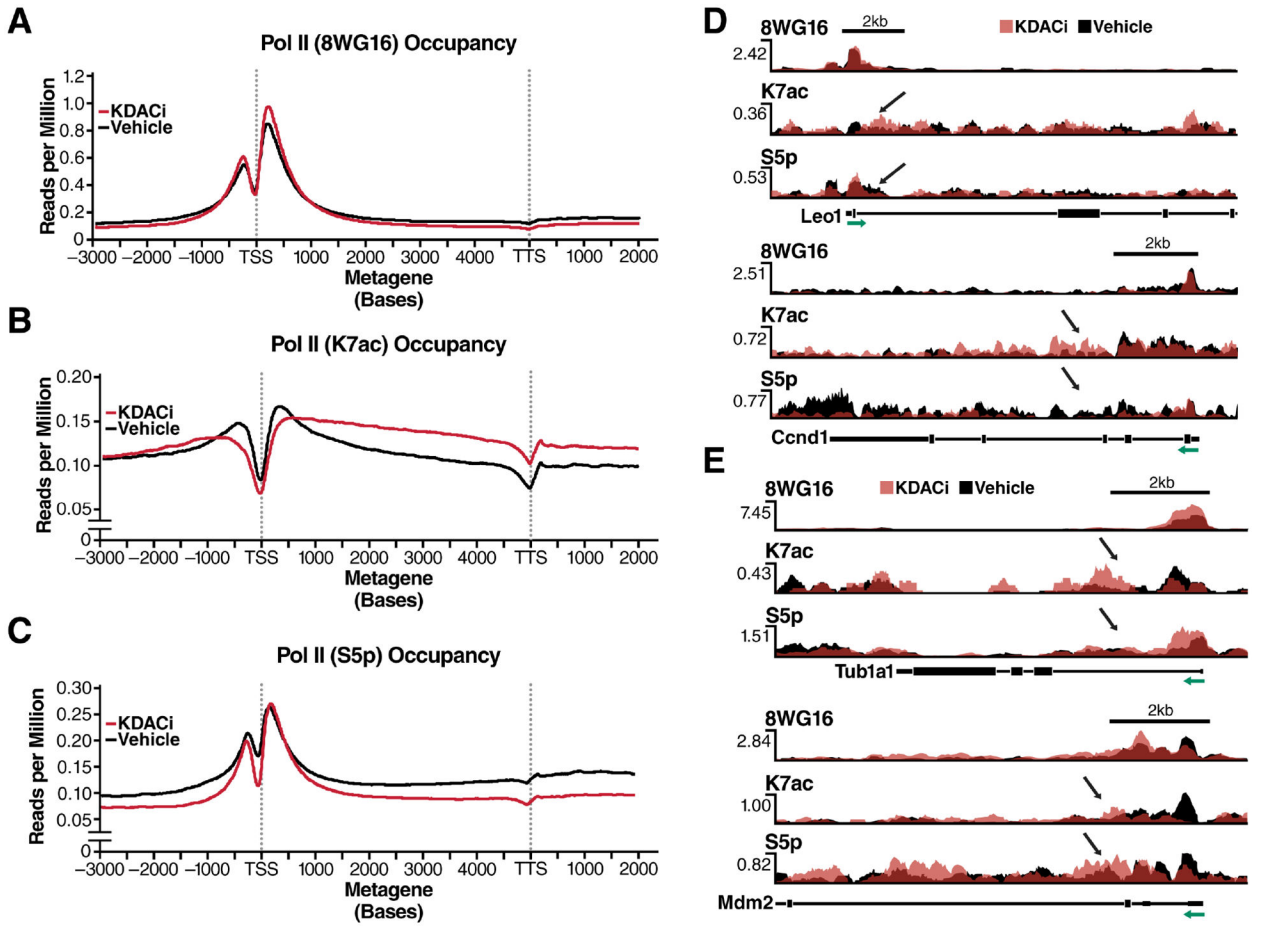 A
Pol II (8WG16) Occupancy
Reads per Million
1.2
1.0
0.8
0.6
0.4
0.2
0
KDACi
Vehicle
−3000 −2000 −1000 TSS 1000 2000 3000 4000 TTS 1000 2000
Metagene
(Bases)
B
Pol II (K7ac) Occupancy
Reads per Million
0.20
0.15
0.10
0.05
0
KDACi
Vehicle
−3000 −2000 −1000 TSS 1000 2000 3000 4000 TTS 1000 2000
Metagene
(Bases)
C
Pol II (S5p) Occupancy
Reads per Million
0.30
0.25
0.20
0.15
0.10
0.05
0
KDACi
Vehicle
−3000 −2000 −1000 TSS 1000 2000 3000 4000 TTS 1000 2000
Metagene
(Bases)
D
8WG16 2kb KDACi Vehicle
2.42
K7ac
0.36
S5p
0.53
Leo1
8WG16 2kb
2.51
K7ac
0.72
S5p
0.77
Ccnd1
E
8WG16 KDACi Vehicle 2kb
7.45
K7ac
0.43
S5p
1.51
Tub1a1
8WG16 2kb
2.84
K7ac
1.00
S5p
0.82
Mdm2